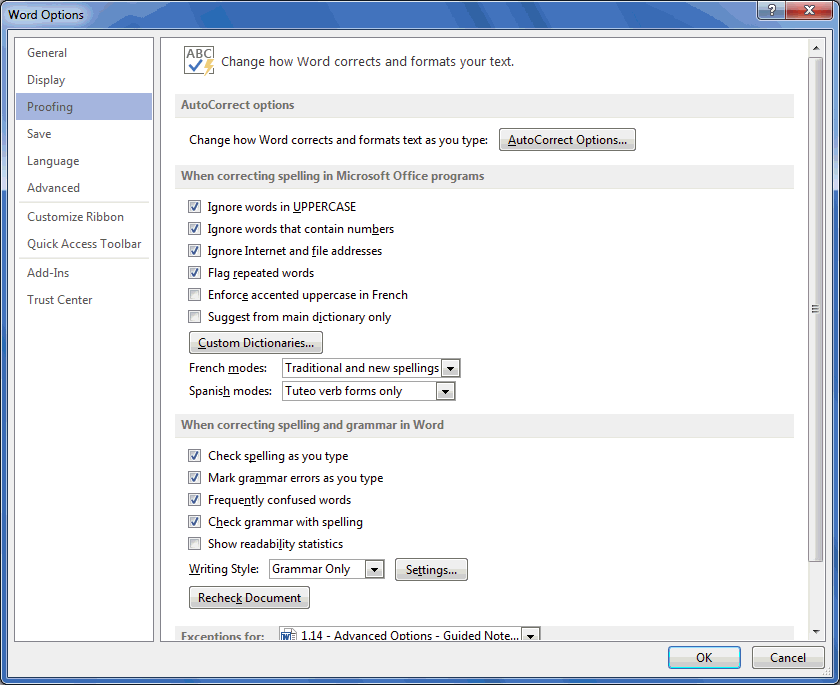 Word Options
General
Display
Proofing
Save
Language
Advanced
Customize Ribbon
Quick Access Toolbar
Add-Ins
Trust Center
ABC
Change how Word corrects and formats your text.
AutoCorrect options
Change how Word corrects and formats text as you type: AutoCorrect Options...
When correcting spelling in Microsoft Office programs
Ignore words in UPPERCASE
Ignore words that contain numbers
Ignore Internet and file addresses
Flag repeated words
Enforce accented uppercase in French
Suggest from main dictionary only
Custom Dictionaries...
French modes: Traditional and new spellings
Spanish modes: Tuteo verb forms only
When correcting spelling and grammar in Word
Check spelling as you type
Mark grammar errors as you type
Frequently confused words
Check grammar with spelling
Show readability statistics
Writing Style: Grammar Only Settings...
Recheck Document
Exceptions for: 1.14 - Advanced Options - Guided Note...
OK Cancel